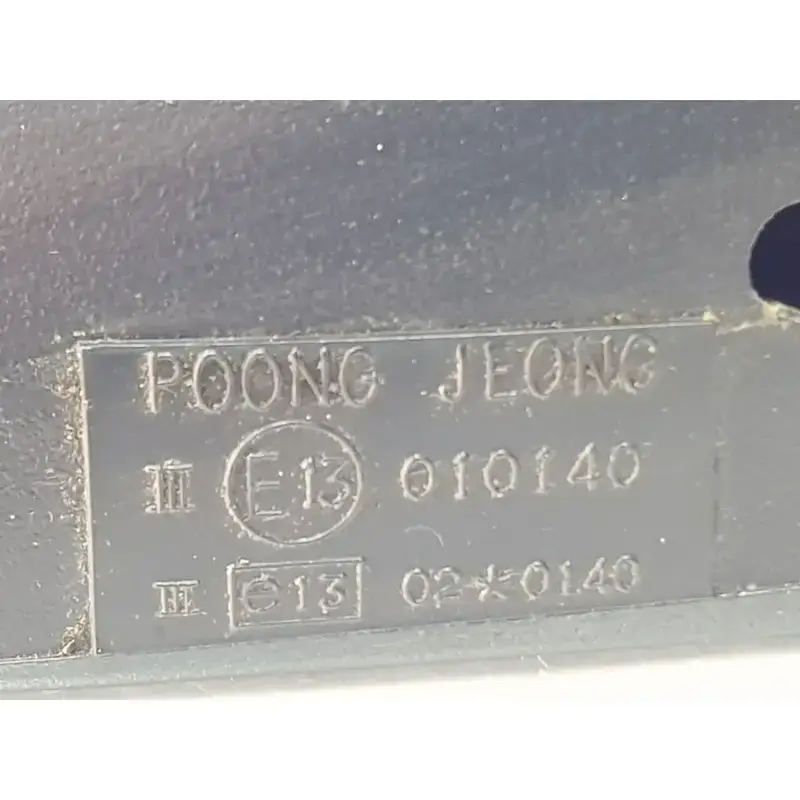 POONG JEONG
III E13 010140
III e13 02*0140